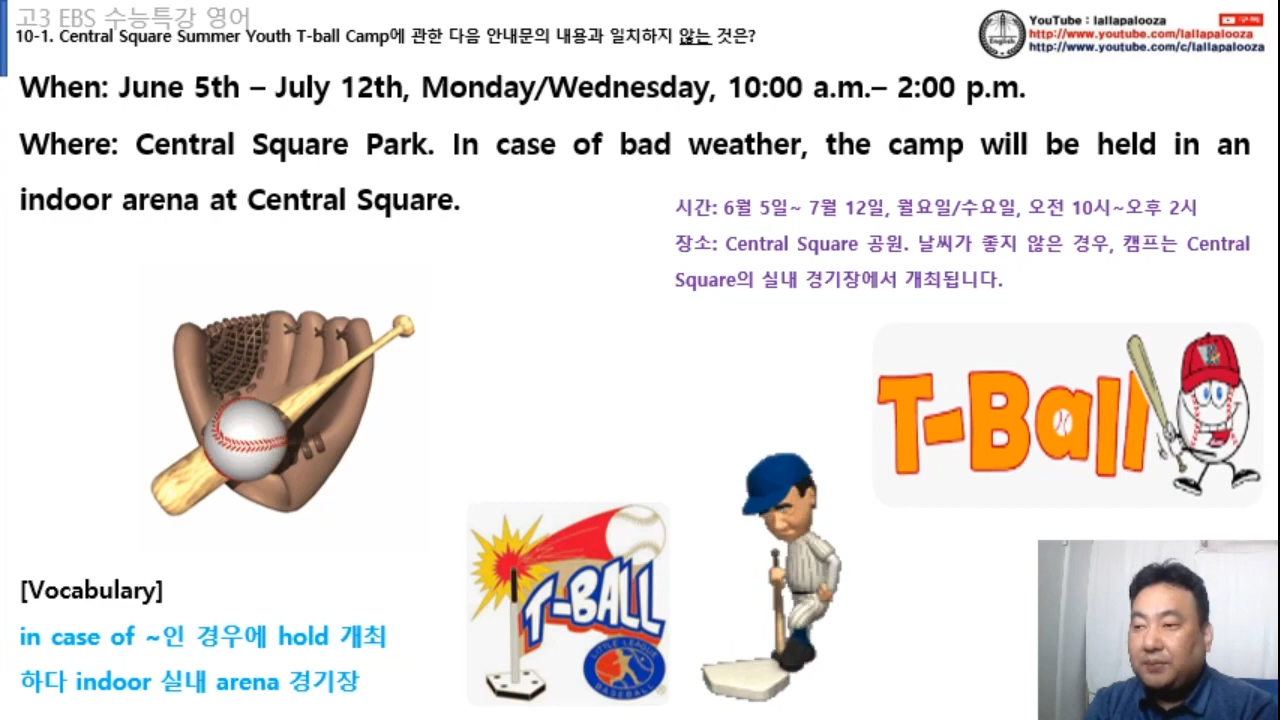 고3 EBS 수능특강 영어
10-1. Central Square Summer Youth T-ball Camp에 관한 다음 안내문의 내용과 일치하지 않는 것은?
YouTube : lallapalooza
구독
http://www.youtube.com/lallapalooza
http://www.youtube.com/c/lallapalooza
English
When: June 5th – July 12th, Monday/Wednesday, 10:00 a.m.– 2:00 p.m.
Where: Central Square Park. In case of bad weather, the camp will be held in an
indoor arena at Central Square.
시간: 6월 5일~ 7월 12일, 월요일/수요일, 오전 10시~오후 2시
장소: Central Square 공원. 날씨가 좋지 않은 경우, 캠프는 Central
Square의 실내 경기장에서 개최됩니다.
T-Ball
T-BALL
LITTLE LEAGUE
BASEBALL
[Vocabulary]
in case of ~인 경우에 hold 개최
하다 indoor 실내 arena 경기장